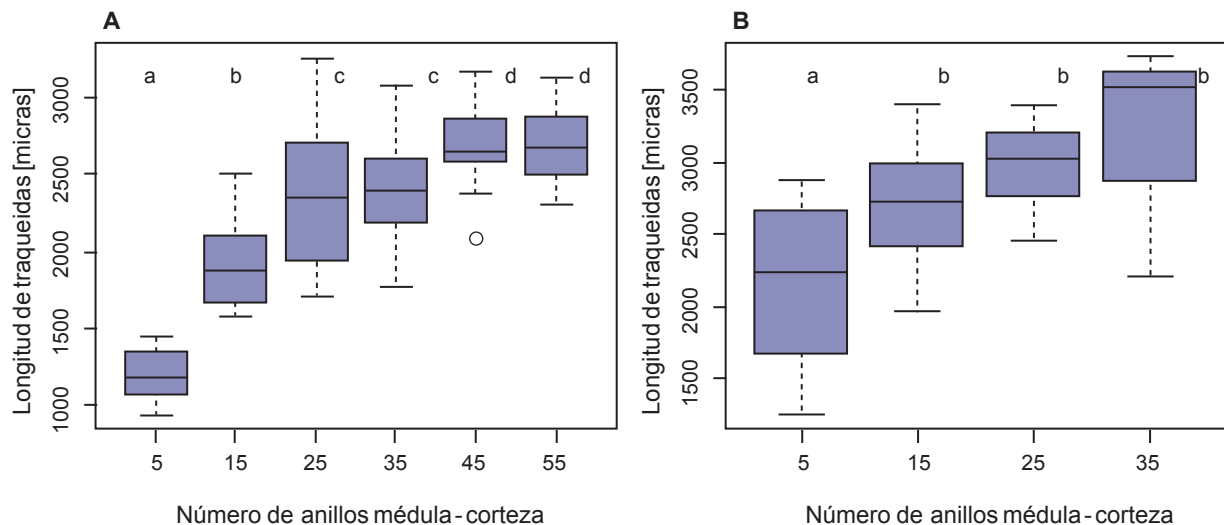 A
Longitud de traqueidas [micras]
3000
2500
2000
1500
1000
a b c c d d
5 15 25 35 45 55
Número de anillos médula-corteza
B
Longitud de traqueidas [micras]
3500
3000
2500
2000
1500
a b b b
5 15 25 35
Número de anillos médula-corteza